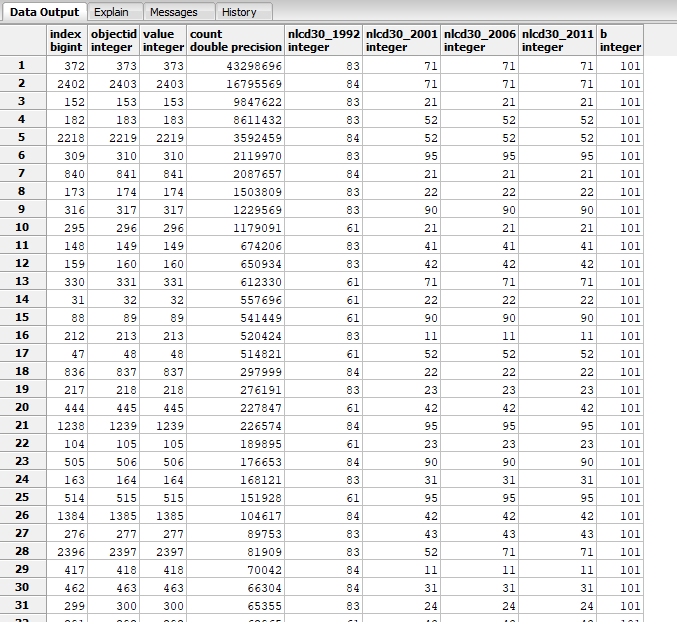 Data Output Explain Messages History
index objectid value count nlcd30_1992 nlcd30_2001 nlcd30_2006 nlcd30_2011 b
bigint integer integer double precision integer integer integer integer integer
1 372 373 373 43298696 83 71 71 71 101
2 2402 2403 2403 16795569 84 71 71 71 101
3 152 153 153 9847622 83 21 21 21 101
4 182 183 183 8611432 83 52 52 52 101
5 2218 2219 2219 3592459 84 52 52 52 101
6 309 310 310 2119970 83 95 95 95 101
7 840 841 841 2087657 84 21 21 21 101
8 173 174 174 1503809 83 22 22 22 101
9 316 317 317 1229569 83 90 90 90 101
10 295 296 296 1179091 61 21 21 21 101
11 148 149 149 674206 83 41 41 41 101
12 159 160 160 650934 83 42 42 42 101
13 330 331 331 612330 61 71 71 71 101
14 31 32 32 557696 61 22 22 22 101
15 88 89 89 541449 61 90 90 90 101
16 212 213 213 520424 83 11 11 11 101
17 47 48 48 514821 61 52 52 52 101
18 836 837 837 297999 84 22 22 22 101
19 217 218 218 276191 83 23 23 23 101
20 444 445 445 227847 61 42 42 42 101
21 1238 1239 1239 226574 84 95 95 95 101
22 104 105 105 189895 61 23 23 23 101
23 505 506 506 176653 84 90 90 90 101
24 163 164 164 168121 83 31 31 31 101
25 514 515 515 151928 61 95 95 95 101
26 1384 1385 1385 104617 84 42 42 42 101
27 276 277 277 89753 83 43 43 43 101
28 2396 2397 2397 81909 83 52 71 71 101
29 417 418 418 70042 84 11 11 11 101
30 462 463 463 66304 84 31 31 31 101
31 299 300 300 65355 83 24 24 24 101